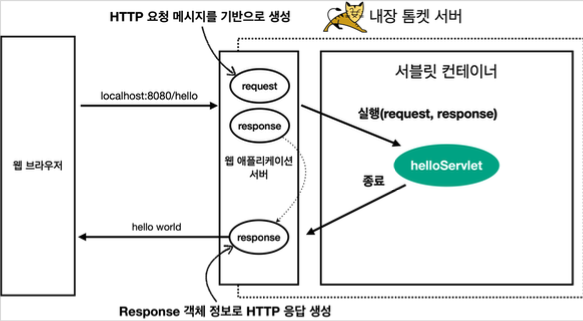 HTTP 요청 메시지를 기반으로 생성
내장 톰켓 서버
서블릿 컨테이너
request
localhost:8080/hello
실행(request, response)
response
웹 브라우저
웹 애플리케이션
서버
helloServlet
종료
hello world
response
Response 객체 정보로 HTTP 응답 생성